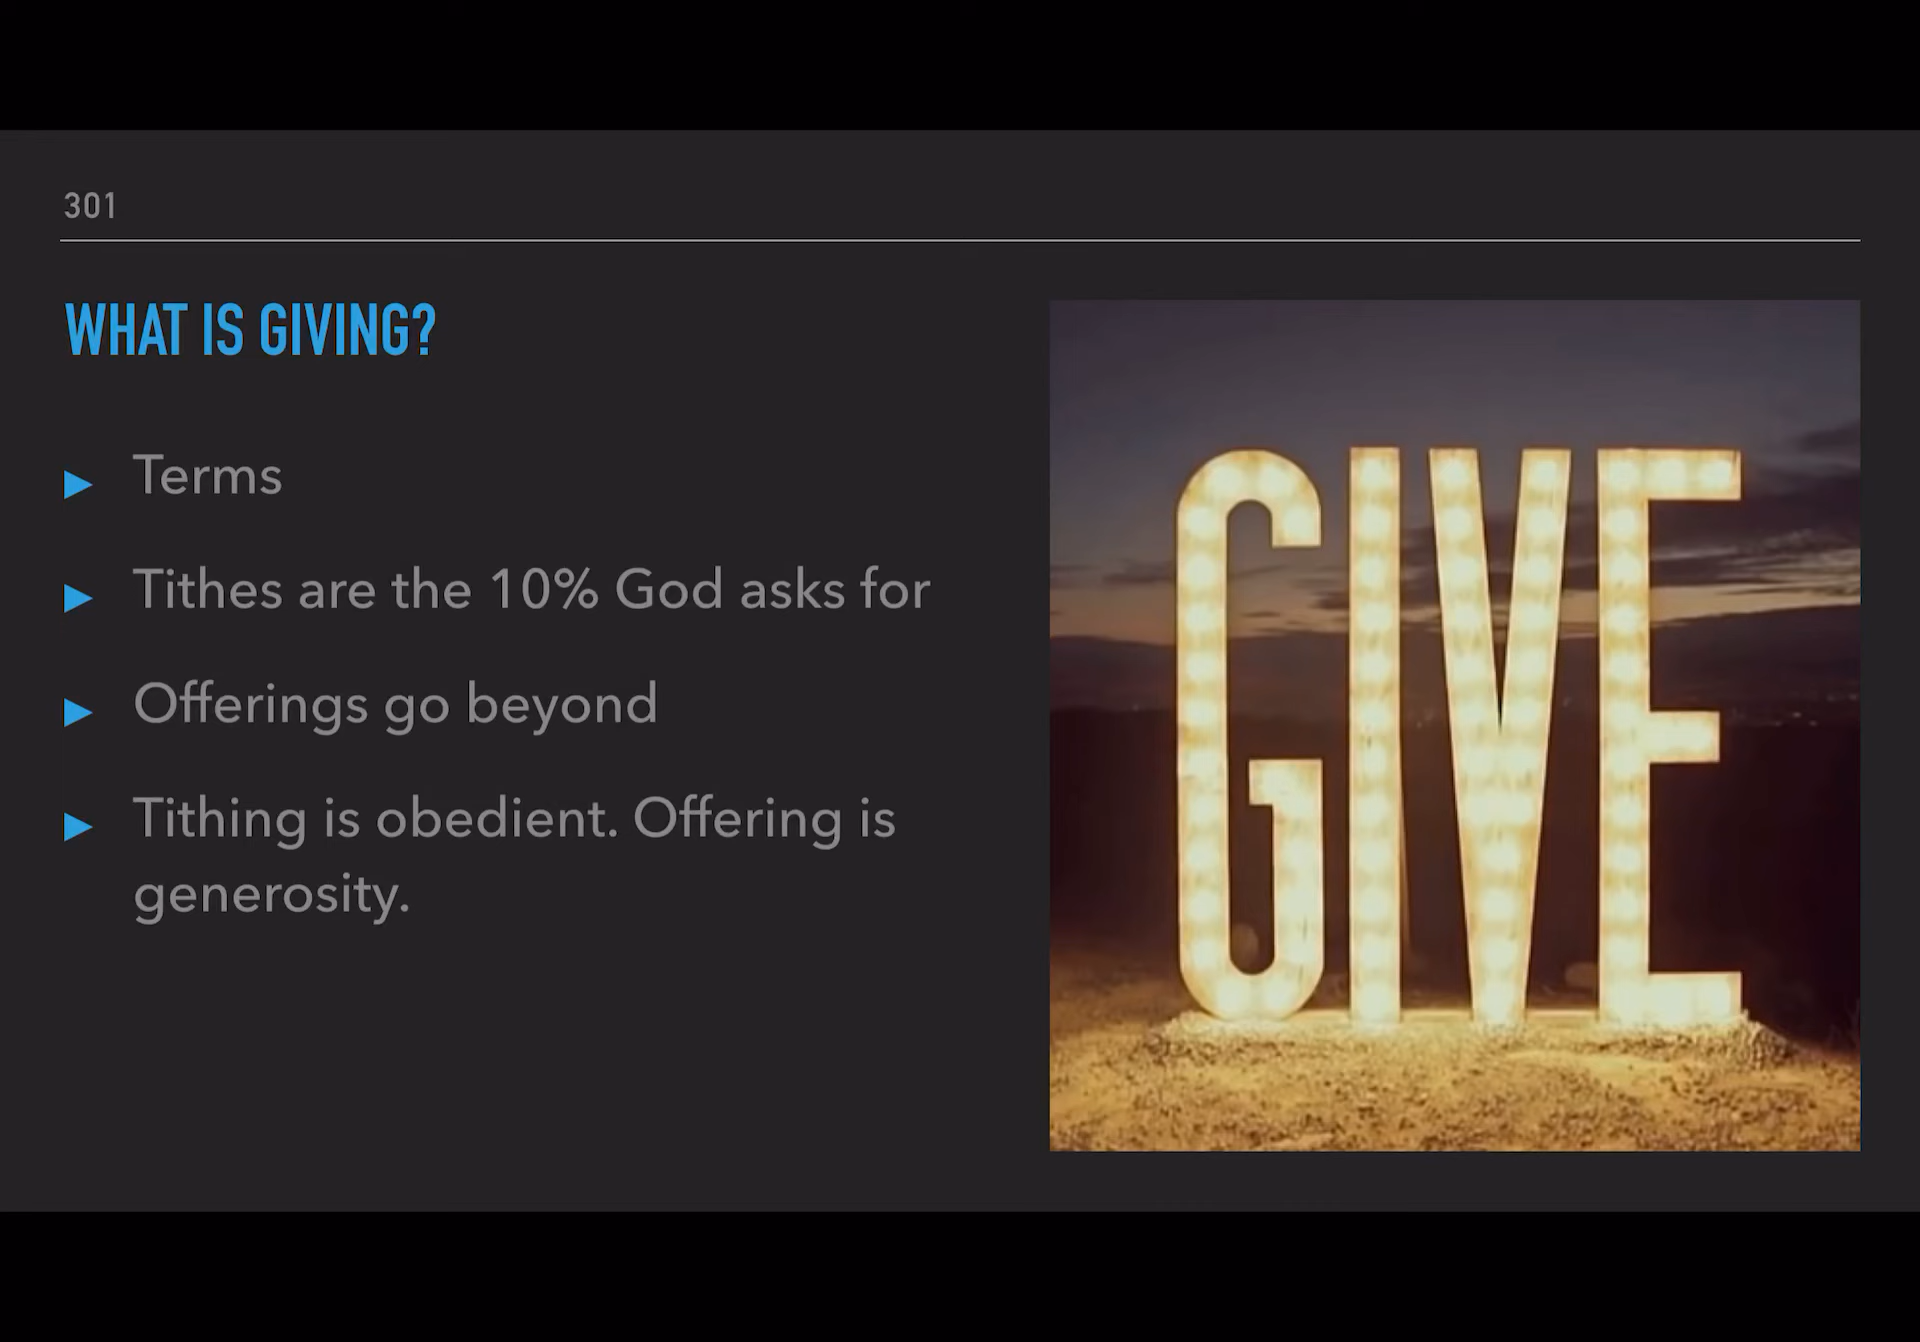 301
WHAT IS GIVING?
Terms
Tithes are the 10% God asks for
Offerings go beyond
Tithing is obedient. Offering is
generosity.
GIVE